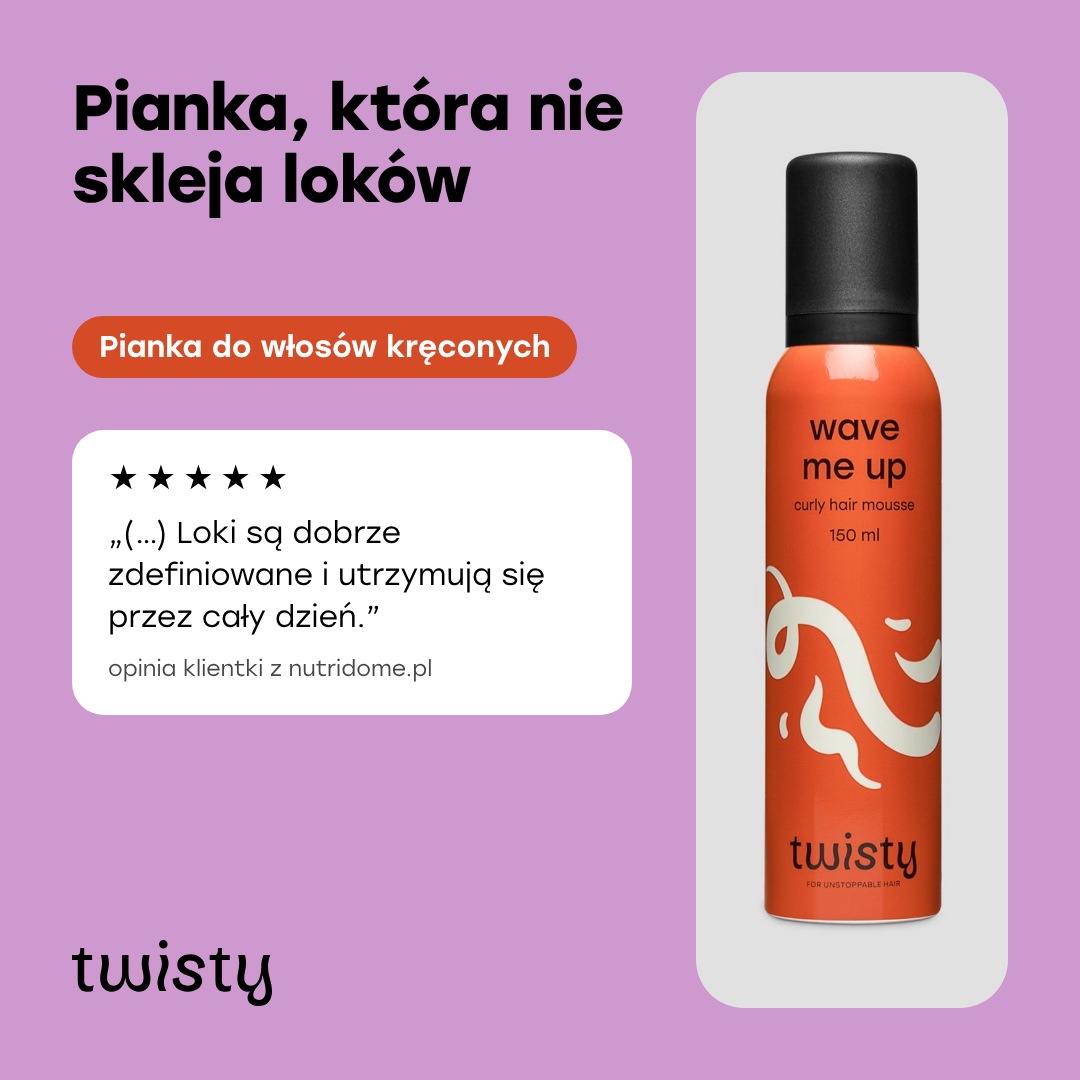 Pianka, która nie
skleja loków
Pianka do włosów kręconych
★ ★ ★ ★ ★
„(...) Loki są dobrze
zdefiniowane i utrzymują się
przez cały dzień.”
opinia klientki z nutridome.pl
twisty
wave
me up
curly hair mousse
150 ml
twisty
FOR UNSTOPPABLE HAIR